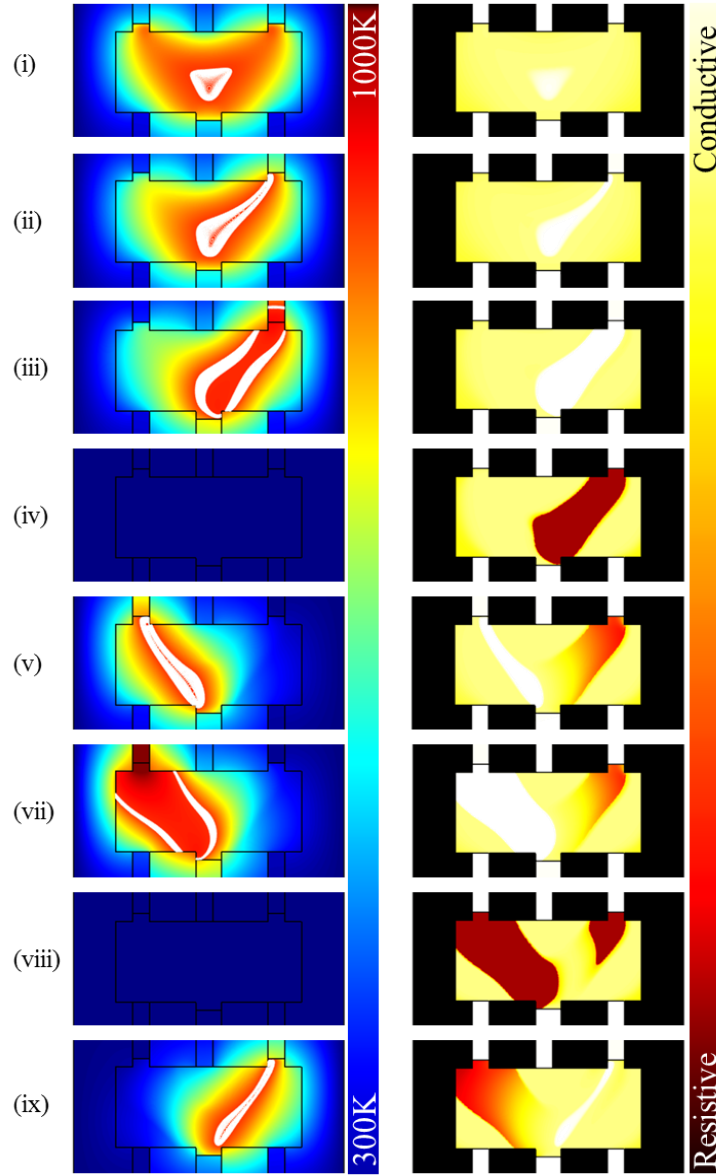 (i)
(ii)
(iii)
(iv)
(v)
(vii)
(viii)
(ix)
1000K
300K
Conductive
Resistive